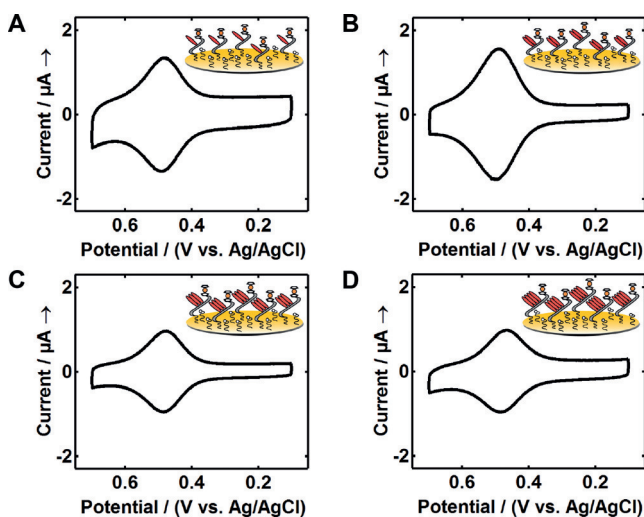 A
2
0
-2
Current / µA →
0.6 0.4 0.2
Potential / (V vs. Ag/AgCl)
B
2
0
-2
Current / µA →
0.6 0.4 0.2
Potential / (V vs. Ag/AgCl)
C
2
0
-2
Current / µA →
0.6 0.4 0.2
Potential / (V vs. Ag/AgCl)
D
2
0
-2
Current / µA →
0.6 0.4 0.2
Potential / (V vs. Ag/AgCl)